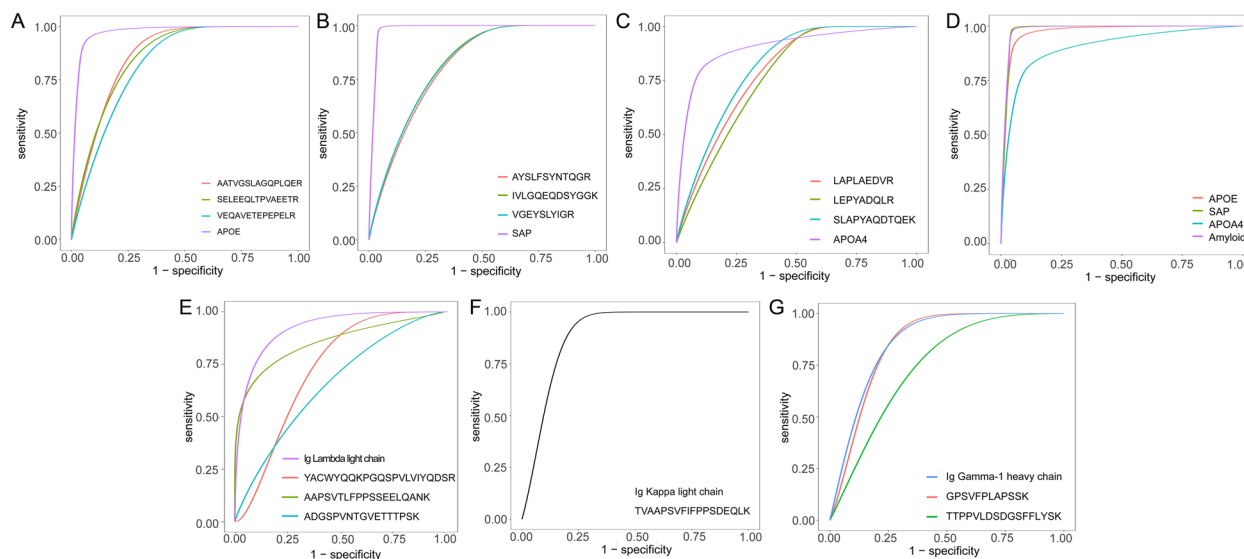 A
1.00
0.75
0.50
0.25
0.00
sensitivity
AATVGSLAGQPLQER
SELEEQLTPVAEETR
VEQAVETEPEPELR
APOE
0.00 0.25 0.50 0.75 1.00
1 − specificity
B
1.00
0.75
0.50
0.25
0.00
sensitivity
AYSLFSYNTQGR
IVLGQEQDSYGGK
VGEYSLYIGR
SAP
0.00 0.25 0.50 0.75 1.00
1 − specificity
C
1.00
0.75
0.50
0.25
0.00
sensitivity
LAPLAEDVR
LEPYADQLR
SLAPYAQDTQEK
APOA4
0.00 0.25 0.50 0.75 1.00
1 − specificity
D
1.00
0.75
0.50
0.25
0.00
sensitivity
APOE
SAP
APOA4
Amyloid
0.00 0.25 0.50 0.75 1.00
1 − specificity
E
1.00
0.75
0.50
0.25
0.00
sensitivity
Ig Lambda light chain
YACWYQQKPGQSPVLVIYQDSR
AAPSVTLFPPSSEELQANK
ADGSPVNTGVETTTPSK
0.00 0.25 0.50 0.75 1.00
1 − specificity
F
1.00
0.75
0.50
0.25
0.00
sensitivity
Ig Kappa light chain
TVAAPSVFIFPPSDEQLK
0.00 0.25 0.50 0.75 1.00
1 − specificity
G
1.00
0.75
0.50
0.25
0.00
sensitivity
Ig Gamma-1 heavy chain
GPSVFPLAPSSK
TTPPVLDSDGSFFLYSK
0.00 0.25 0.50 0.75 1.00
1 − specificity